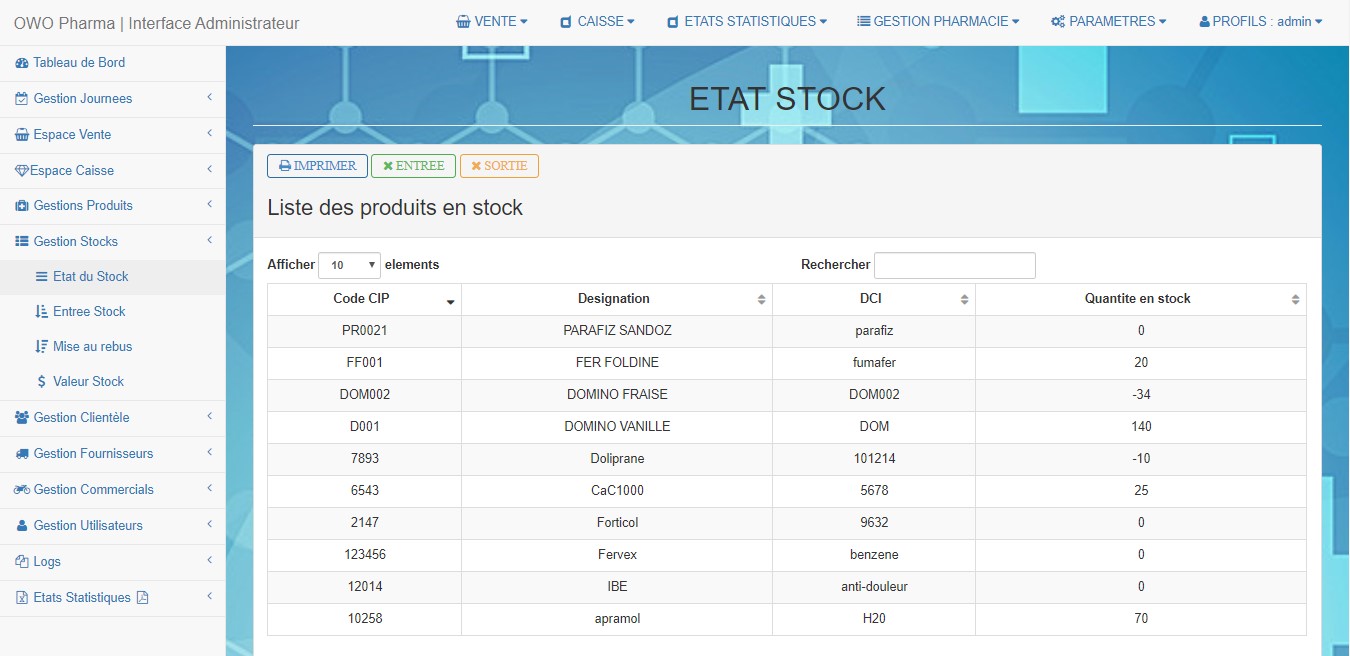 OWO Pharma | Interface Administrateur
VENTE
CAISSE
ETATS STATISTIQUES
GESTION PHARMACIE
PARAMETRES
PROFILS : admin
Tableau de Bord
Gestion Journees
Espace Vente
Espace Caisse
Gestions Produits
Gestion Stocks
Etat du Stock
Entree Stock
Mise au rebus
Valeur Stock
Gestion Clientèle
Gestion Fournisseurs
Gestion Commercials
Gestion Utilisateurs
Logs
Etats Statistiques
ETAT STOCK
IMPRIMER
ENTREE
SORTIE
Liste des produits en stock
Afficher 10 elements
Rechercher
Code CIP Designation DCI Quantite en stock
PR0021 PARAFIZ SANDOZ parafiz 0
FF001 FER FOLDINE fumafer 20
DOM002 DOMINO FRAISE DOM002 -34
D001 DOMINO VANILLE DOM 140
7893 Doliprane 101214 -10
6543 CaC1000 5678 25
2147 Forticol 9632 0
123456 Fervex benzene 0
12014 IBE anti-douleur 0
10258 apramol H20 70